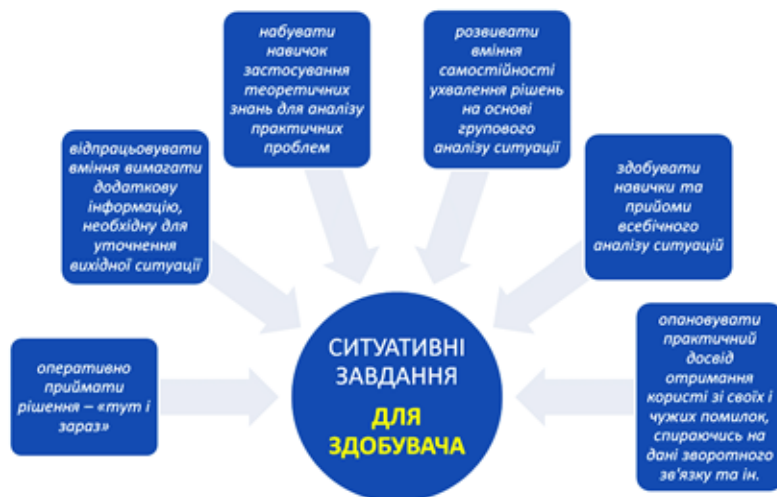 набувати
навичок
застосування
теоретичних
знань для аналізу
практичних
проблем
розвивати
вміння
самостійності
ухвалення рішень
на основі
групового
аналізу ситуації
відпрацьовувати
вміння вимагати
додаткову
інформацію,
необхідну для
уточнення
вихідної ситуації
здобувати
навички та
прийоми
всебічного
аналізу ситуацій
оперативно
приймати
рішення – «тут і
зараз»
СИТУАТИВНІ
ЗАВДАННЯ
ДЛЯ
ЗДОБУВАЧА
опановувати
практичний
досвід
отримання
користі зі своїх і
чужих помилок,
спираючись на
дані зворотного
зв'язку та ін.